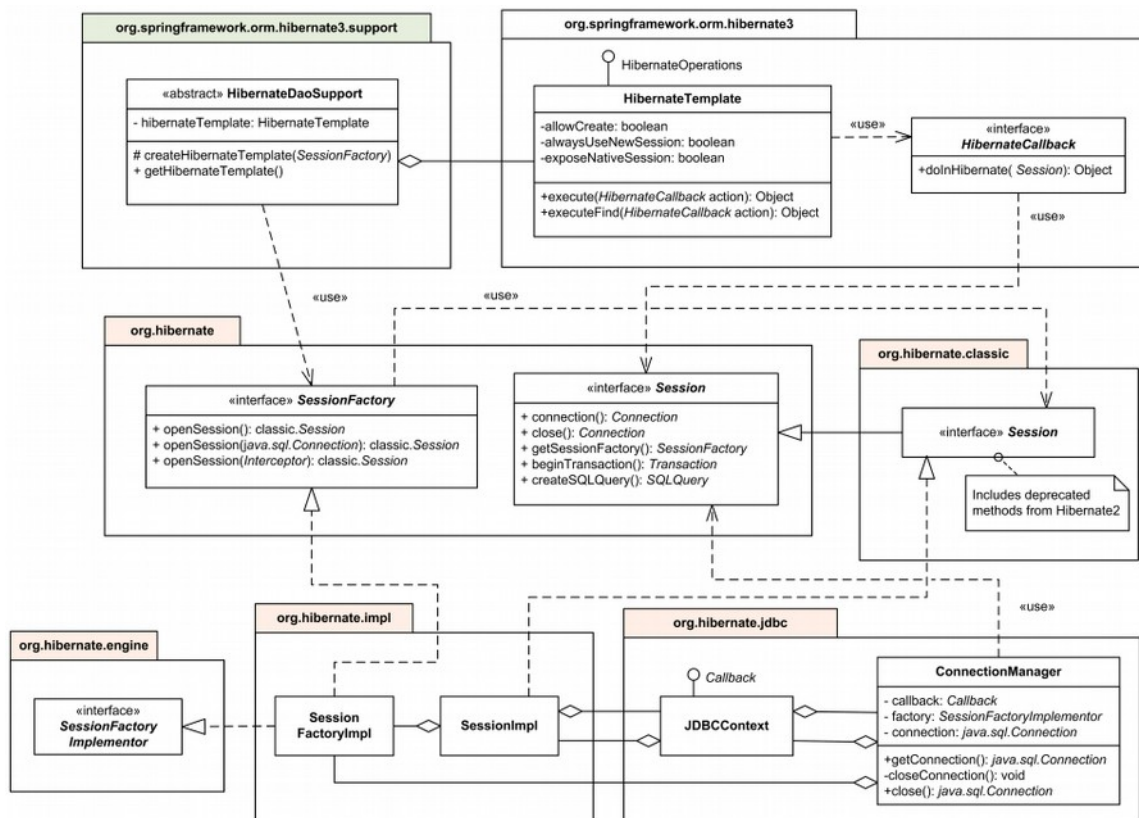 org.springframework.orm.hibernate3.support
«abstract» HibernateDaoSupport
- hibernateTemplate: HibernateTemplate
# createHibernateTemplate(SessionFactory)
+ getHibernateTemplate()
org.springframework.orm.hibernate3
HibernateOperations
HibernateTemplate
-allowCreate: boolean
-alwaysUseNewSession: boolean
-exposeNativeSession: boolean
+execute(HibernateCallback action): Object
+executeFind(HibernateCallback action): Object
«use»
«interface»
HibernateCallback
+doInHibernate( Session): Object
«use»
«use»
«use»
org.hibernate
«interface» SessionFactory
+ openSession(): classic.Session
+ openSession(java.sql.Connection): classic.Session
+ openSession(Interceptor): classic.Session
«interface» Session
+ connection(): Connection
+ close(): Connection
+ getSessionFactory(): SessionFactory
+ beginTransaction(): Transaction
+ createSQLQuery(): SQLQuery
org.hibernate.classic
«interface» Session
Includes deprecated
methods from Hibernate2
«use»
org.hibernate.engine
«interface»
SessionFactory
Implementor
org.hibernate.impl
Session
FactoryImpl
SessionImpl
org.hibernate.jdbc
Callback
JDBCContext
ConnectionManager
- callback: Callback
- factory: SessionFactoryImplementor
- connection: java.sql.Connection
+getConnection(): java.sql.Connection
-closeConnection(): void
+close(): java.sql.Connection